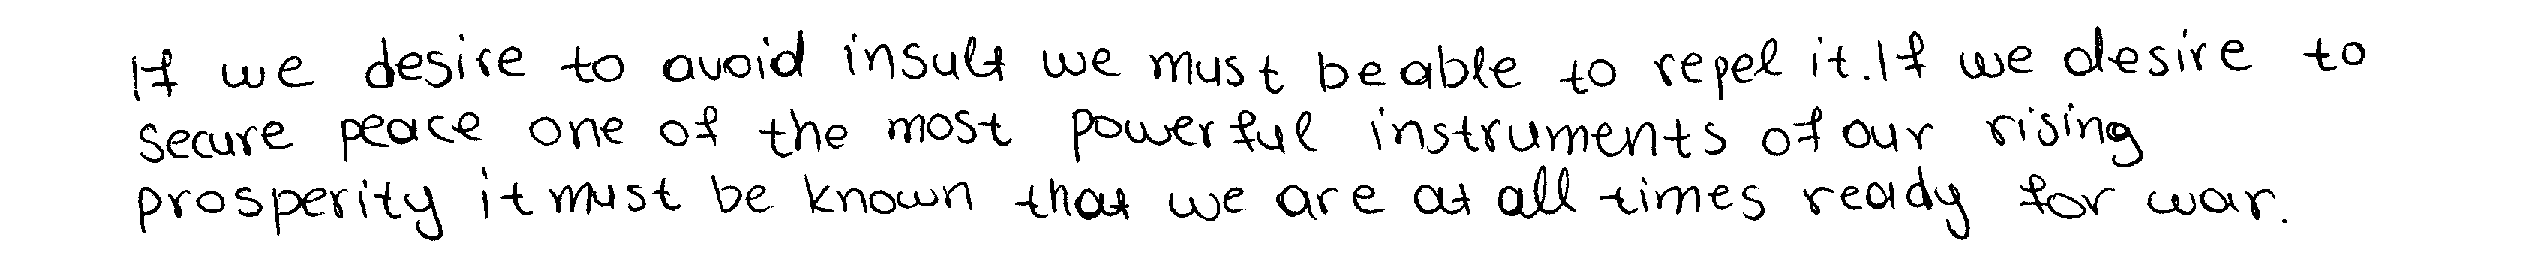 If we desire to avoid insult we must be able to repel it. If we desire to
secure peace one of the most powerful instruments of our rising
prosperity it must be known that we are at all times ready for war.